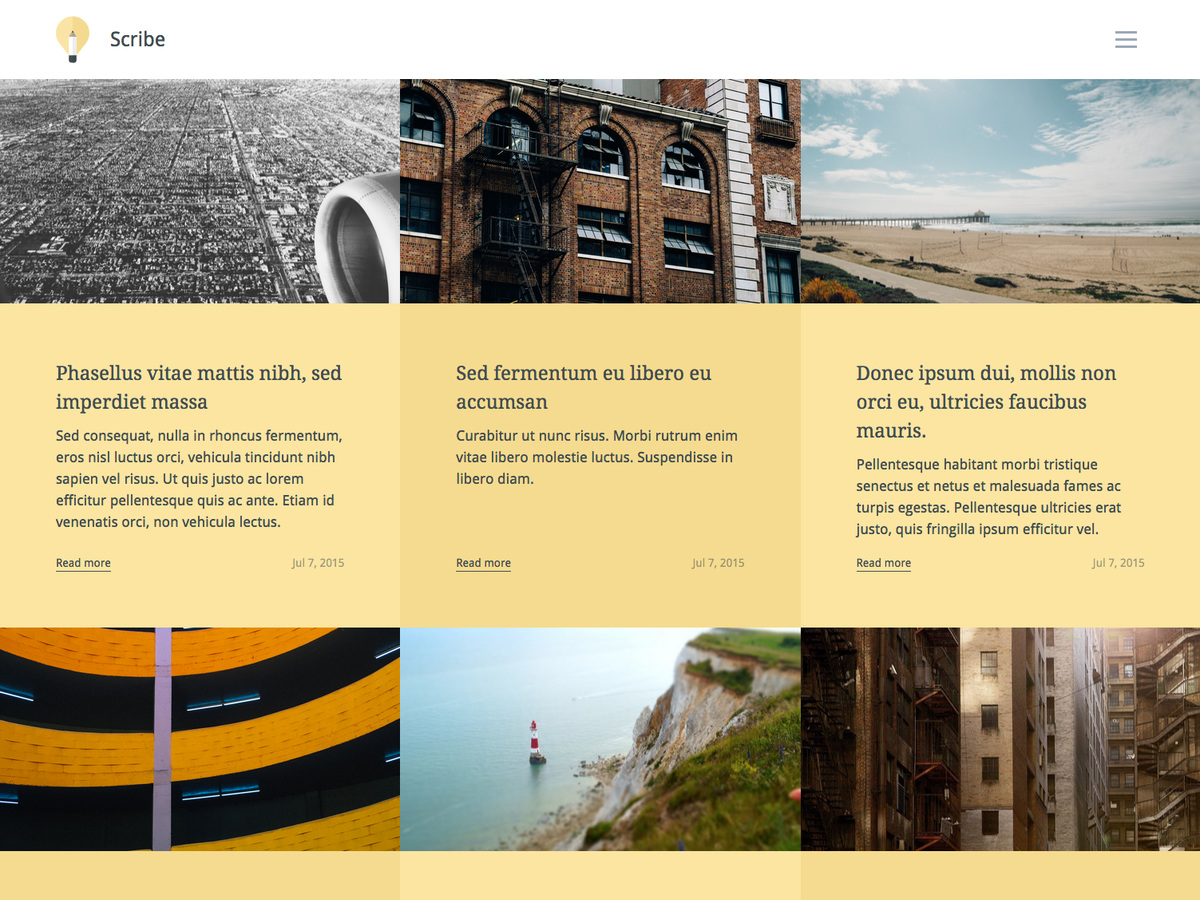 Scribe
Phasellus vitae mattis nibh, sed
imperdiet massa
Sed consequat, nulla in rhoncus fermentum,
eros nisl luctus orci, vehicula tincidunt nibh
sapien vel risus. Ut quis justo ac lorem
efficitur pellentesque quis ac ante. Etiam id
venenatis orci, non vehicula lectus.
Read more
Jul 7, 2015
Sed fermentum eu libero eu
accumsan
Curabitur ut nunc risus. Morbi rutrum enim
vitae libero molestie luctus. Suspendisse in
libero diam.
Read more
Jul 7, 2015
Donec ipsum dui, mollis non
orci eu, ultricies faucibus
mauris.
Pellentesque habitant morbi tristique
senectus et netus et malesuada fames ac
turpis egestas. Pellentesque ultricies erat
justo, quis fringilla ipsum efficitur vel.
Read more
Jul 7, 2015